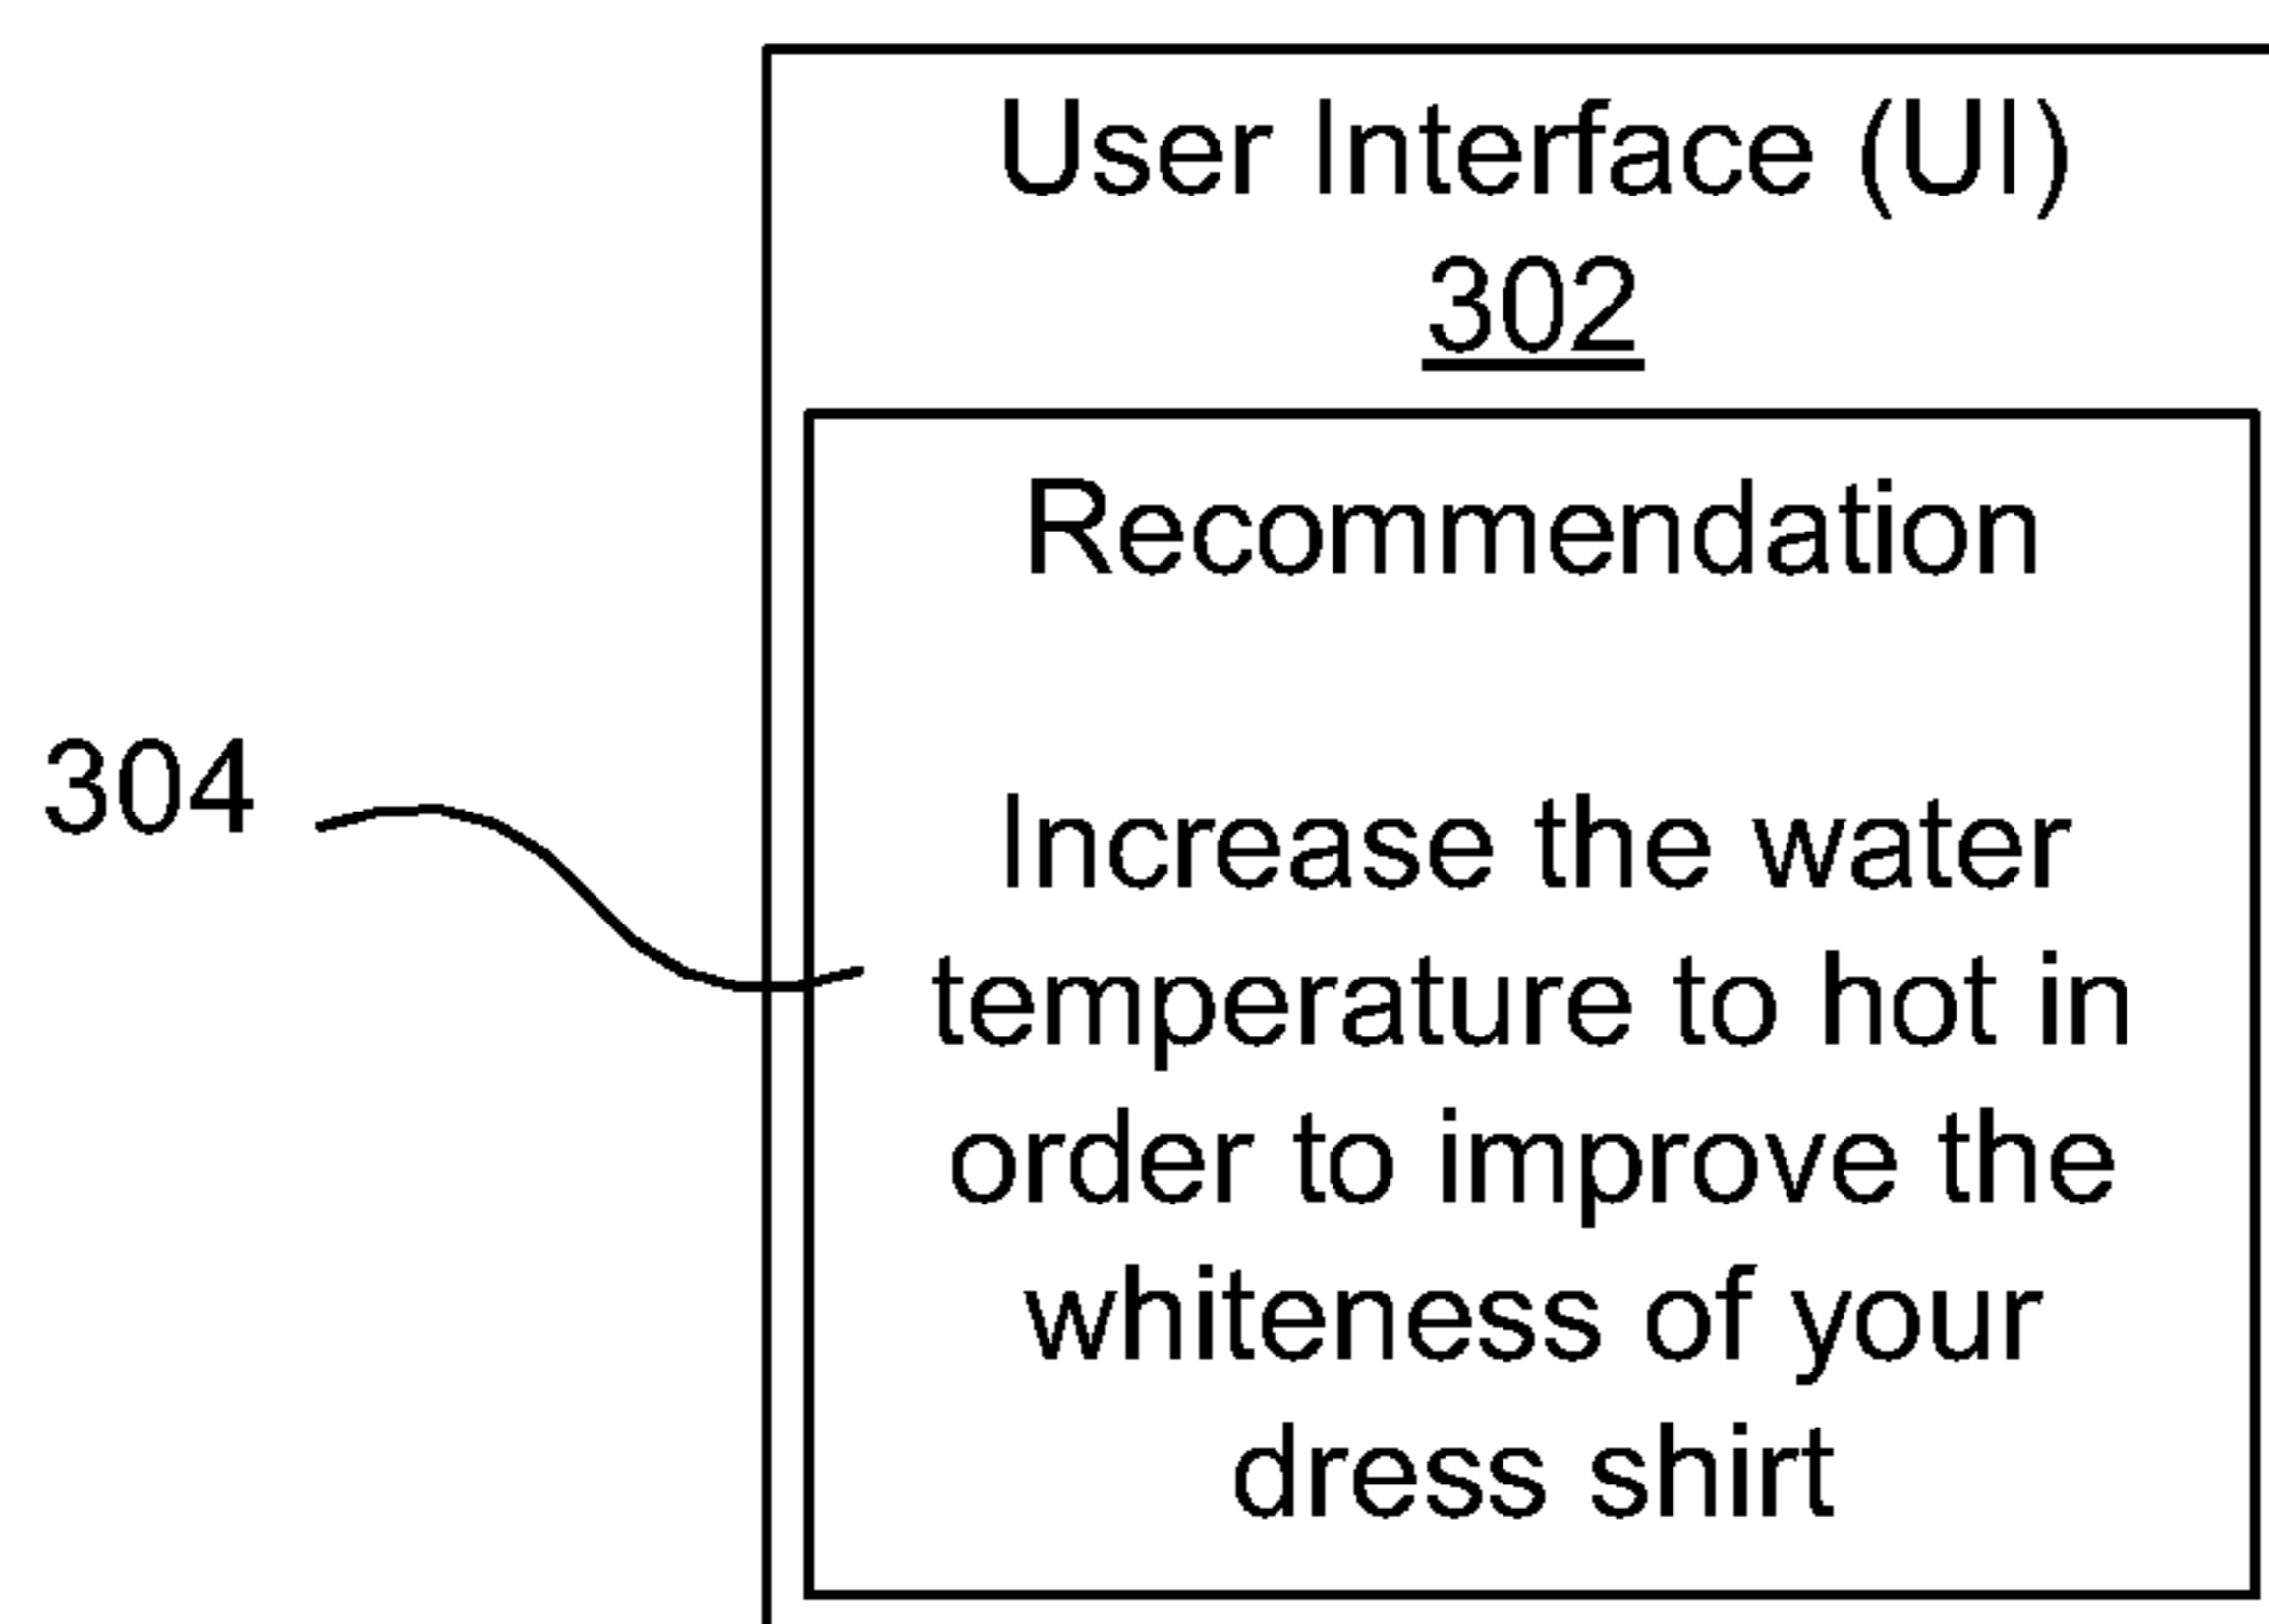 User Interface (UI)
302
Recommendation
304
Increase the water
temperature to hot in
order to improve the
whiteness of your
dress shirt